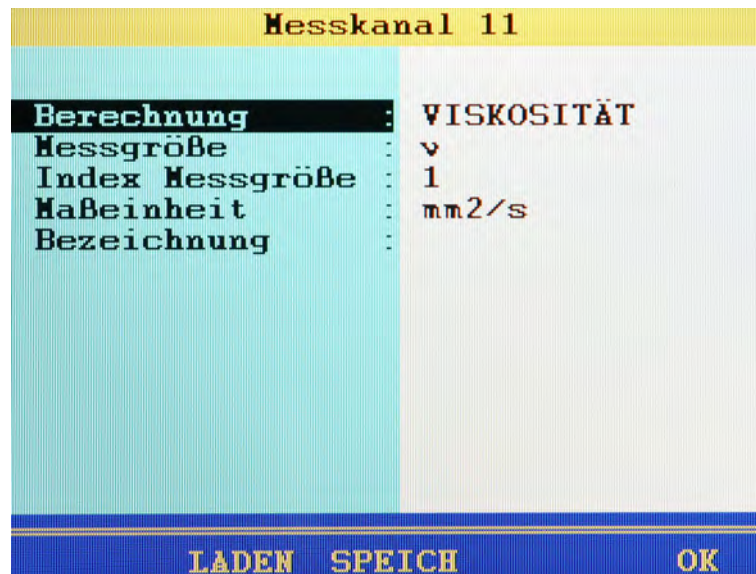 Messkanal 11
Berechnung : VISKOSITÄT
Messgröße : ν
Index Messgröße : 1
Maßeinheit : mm2/s
Bezeichnung :
LADEN SPEICH OK